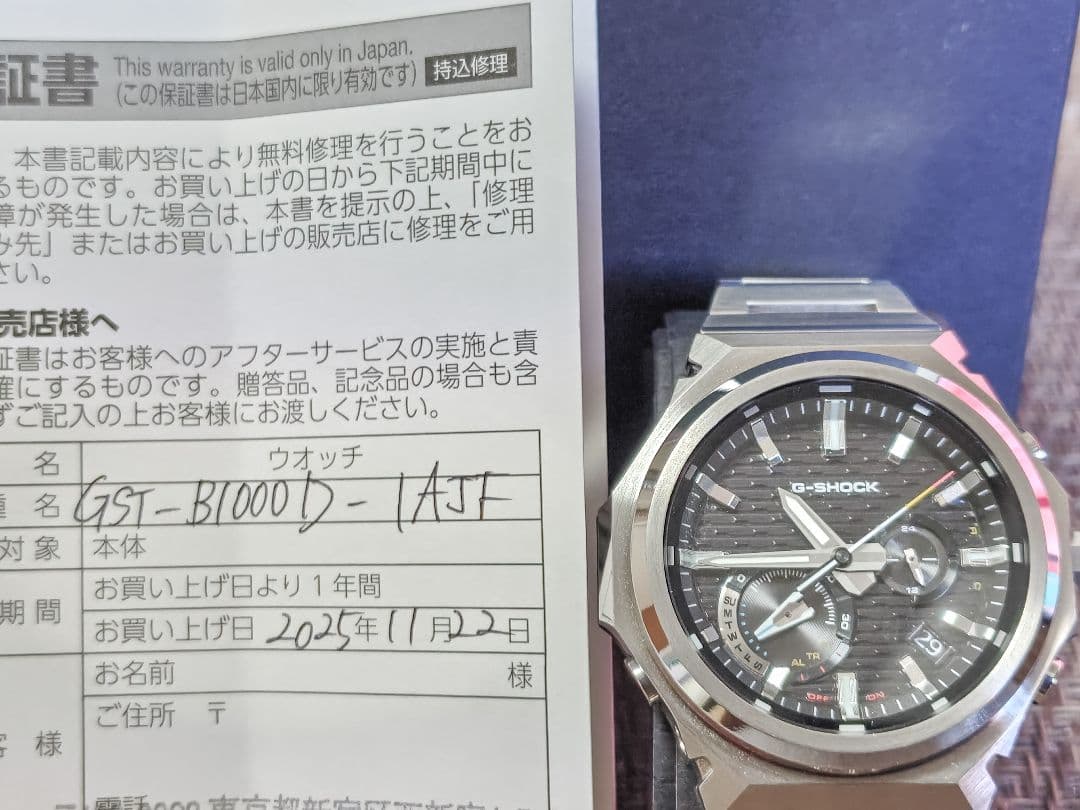 証書 This warranty is valid only in Japan.
(この保証書は日本国内に限り有効です) 持込修理
本書記載内容により無料修理を行うことをお
るものです。お買い上げの日から下記期間中に
障が発生した場合は、本書を提示の上、「修理
み先」またはお買い上げの販売店に修理をご用
さい。
売店様へ
証書はお客様へのアフターサービスの実施と責
確にするものです。贈答品、記念品の場合も含
ずご記入の上お客様にお渡しください。
名 ウオッチ
種名 GST-B1000D-1AJF
対象 本体
期間 お買い上げ日より1年間
お買い上げ日 2025年11月22日
お名前 様
客様 ご住所 〒
電話
G-SHOCK
24
12
0
30
SU
M
T
W
T
F
S
AL TR
29